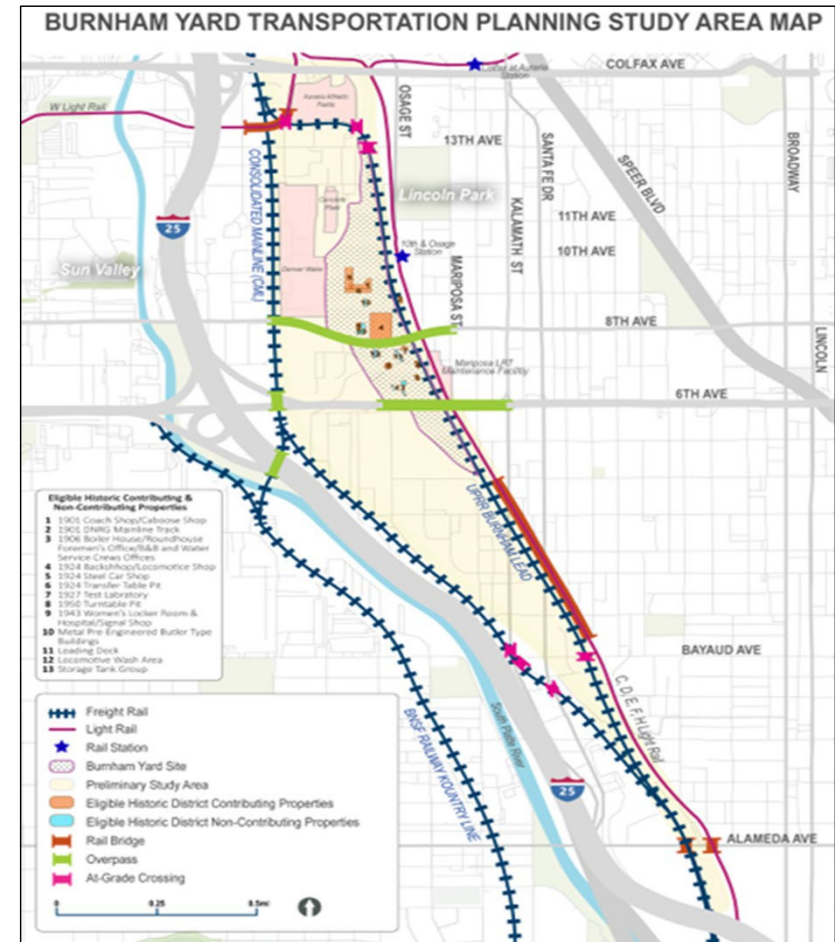 BURNHAM YARD TRANSPORTATION PLANNING STUDY AREA MAP
COLFAX AVE
Colfax at Auraria
Station
W Light Rail
Auraria Athletic
Fields
OSAGE ST
13TH AVE
SANTA FE DR
SPEER BLVD
BROADWAY
CONSOLIDATED MAINLINE (CML)
Lincoln Park
KALAMATH ST
11TH AVE
25
10TH AVE
10th & Osage
Station
Sun Valley
Denver Water
MARIPOSA ST
8TH AVE
LINCOLN
Mariposa LRT
Maintenance Facility
6TH AVE
UPRR BURNHAM LEAD
Eligible Historic Contributing &
Non-Contributing Properties
1 1901 Coach Shop/Caboose Shop
2 1901 DNRG Mainline Track
3 1906 Boiler House/Roundhouse
Foremen's Office/B&B and Water
Service Crews Offices
4 1924 Backshhop/Locomotice Shop
5 1924 Steel Car Shop
6 1924 Transfer Table Pit
7 1927 Test Labratory
8 1950 Turntable Pit
9 1943 Women's Locker Room &
Hospital/Signal Shop
10 Metal Pre-Engineered Butler Type
Buildings
11 Loading Dock
12 Locomotive Wash Area
13 Storage Tank Group
BAYAUD AVE
C, D, E, F, H Light Rail
South Platte River
BNSF RAILWAY KOUNTRY LINE
25
ALAMEDA AVE
Freight Rail
Light Rail
Rail Station
Burnham Yard Site
Preliminary Study Area
Eligible Historic District Contributing Properties
Eligible Historic District Non-Contributing Properties
Rail Bridge
Overpass
At-Grade Crossing
0 0.25 0.5mi